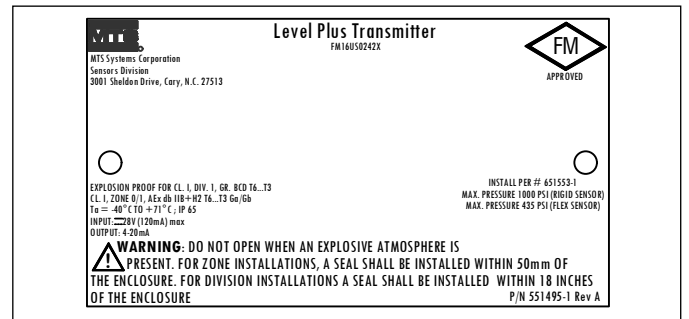 MTS
Level Plus Transmitter
FM16US0242X
FM
APPROVED
MTS Systems Corporation
Sensors Division
3001 Sheldon Drive, Cary, N.C. 27513
EXPLOSION PROOF FOR CL. I, DIV. 1, GR. BCD T6...T3
CL. I, ZONE 0/1, AEx db IIB+H2 T6...T3 Ga/Gb
Ta = -40°C TO +71°C ; IP 65
INPUT: 28V (120mA) max
OUTPUT: 4-20mA
INSTALL PER # 651553-1
MAX. PRESSURE 1000 PSI (RIGID SENSOR)
MAX. PRESSURE 435 PSI (FLEX SENSOR)
WARNING: DO NOT OPEN WHEN AN EXPLOSIVE ATMOSPHERE IS
PRESENT. FOR ZONE INSTALLATIONS, A SEAL SHALL BE INSTALLED WITHIN 50mm OF
THE ENCLOSURE. FOR DIVISION INSTALLATIONS A SEAL SHALL BE INSTALLED WITHIN 18 INCHES
OF THE ENCLOSURE
P/N 551495-1 Rev A